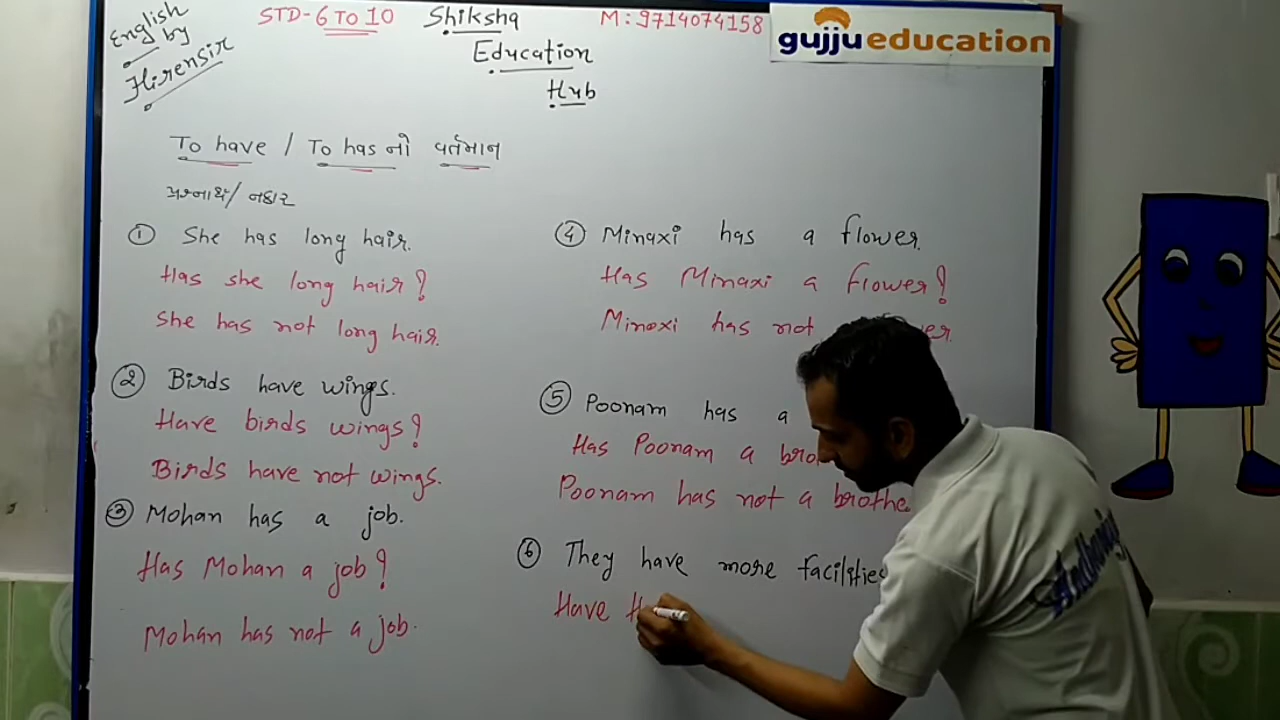 English by Hirensir
STD-6 TO 10
Shiksha
Education
Hub
M: 9714074158
gujjueducation
To have / To has નો વર્તમાન
પ્રશ્નાર્થ/નકાર
① She has long hair.
Has she long hair?
She has not long hair.
② Birds have wings.
Have birds wings?
Birds have not wings.
③ Mohan has a job.
Has Mohan a job?
Mohan has not a job.
④ Minaxi has a flower.
Has Minaxi a flower?
Minaxi has not
⑤ Poonam has a
Has Poonam a bro
Poonam has not a brothe
⑥ They have more facilities
Have